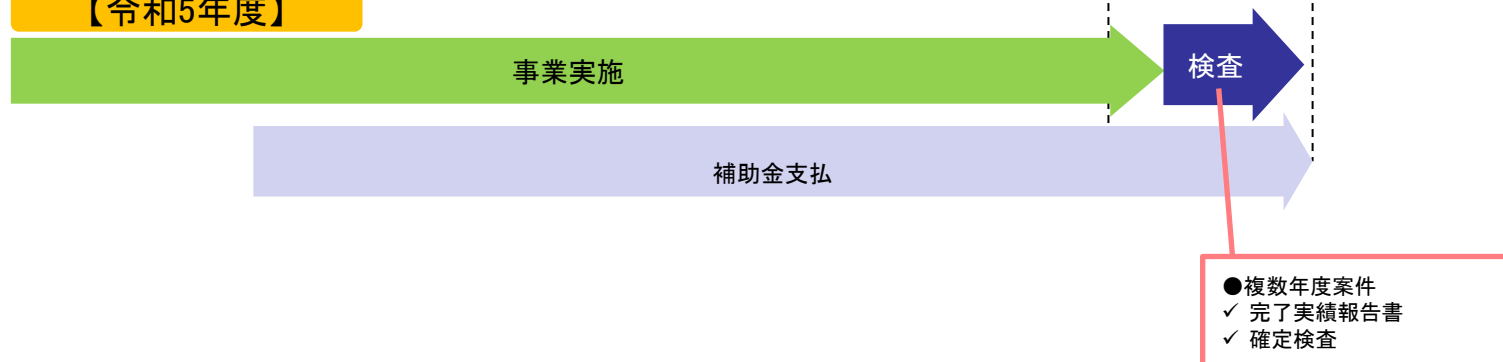 【令和5年度】
事業実施
検査
補助金支払
●複数年度案件
✓ 完了実績報告書
✓ 確定検査